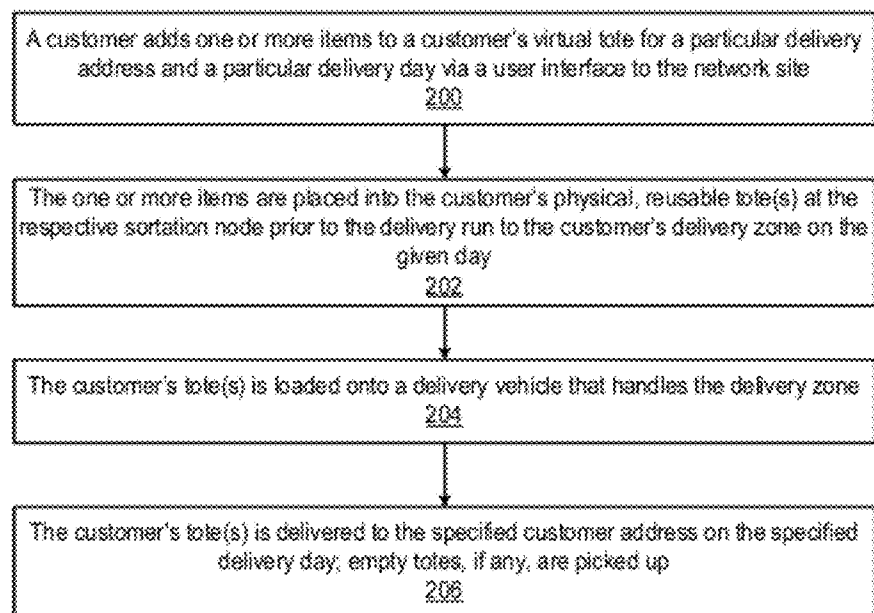 A customer adds one or more items to a customer's virtual tote for a particular delivery
address and a particular delivery day via a user interface to the network site
200
The one or more items are placed into the customer's physical, reusable tote(s) at the
respective sortation node prior to the delivery run to the customer's delivery zone on the
given day
202
The customer's tote(s) is loaded onto a delivery vehicle that handles the delivery zone
204
The customer's tote(s) is delivered to the specified customer address on the specified
delivery day; empty totes, if any, are picked up
206